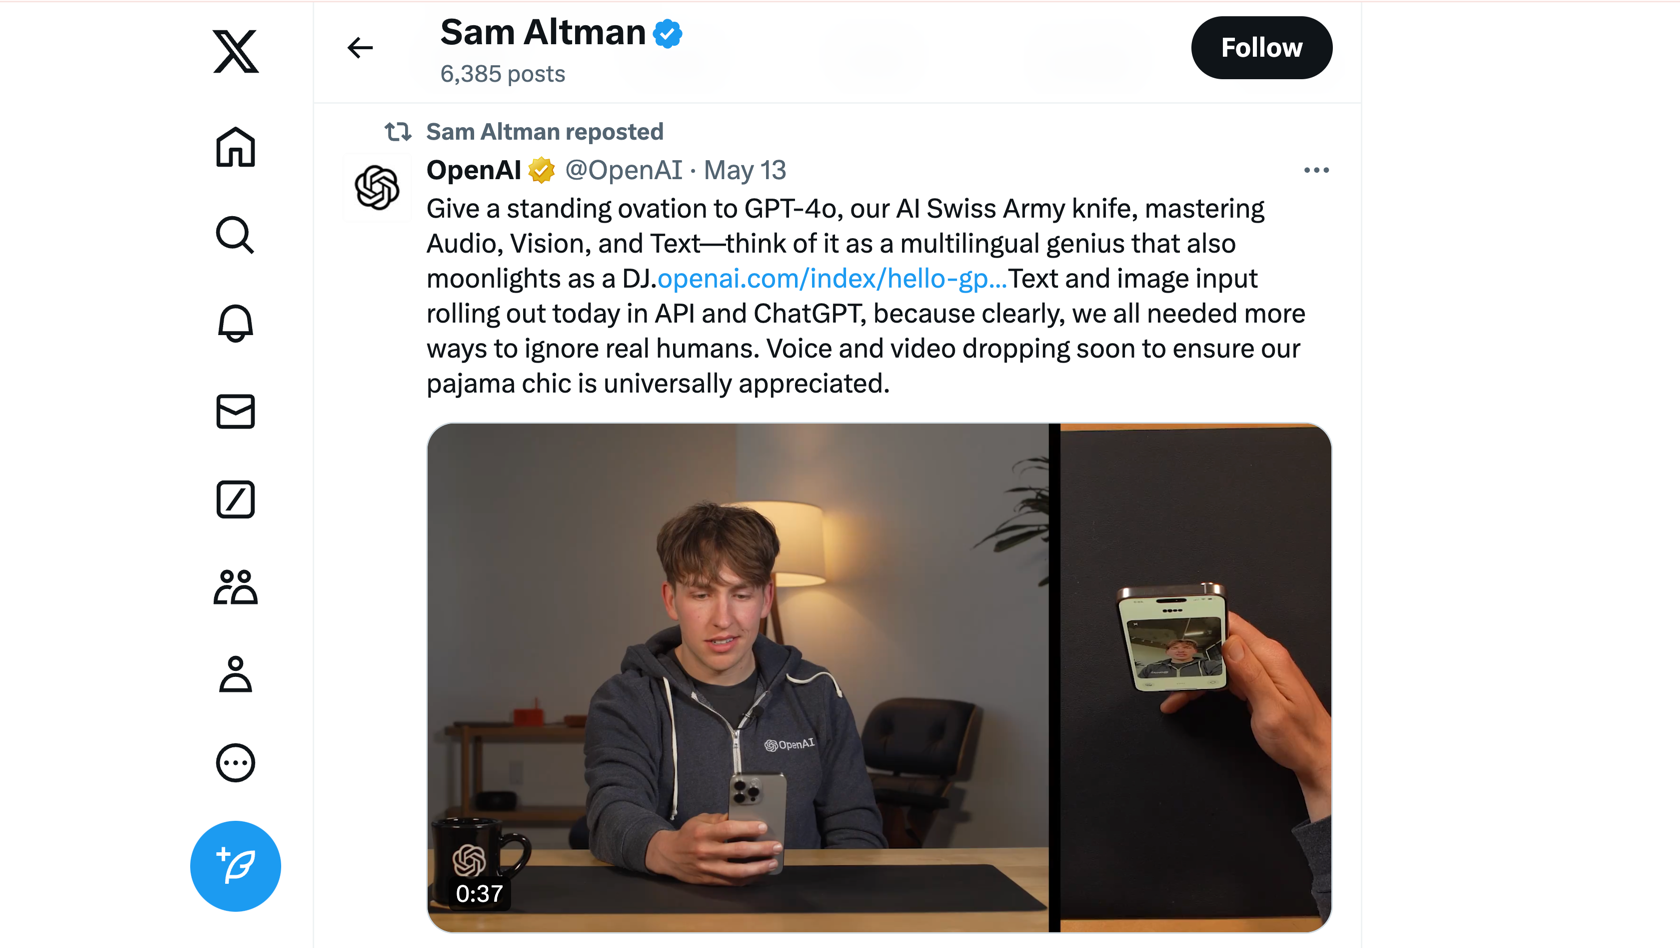 Sam Altman
6,385 posts
Follow
Sam Altman reposted
OpenAI @OpenAI · May 13
Give a standing ovation to GPT-4o, our AI Swiss Army knife, mastering
Audio, Vision, and Text—think of it as a multilingual genius that also
moonlights as a DJ.openai.com/index/hello-gp...Text and image input
rolling out today in API and ChatGPT, because clearly, we all needed more
ways to ignore real humans. Voice and video dropping soon to ensure our
pajama chic is universally appreciated.
OpenAI
0:37